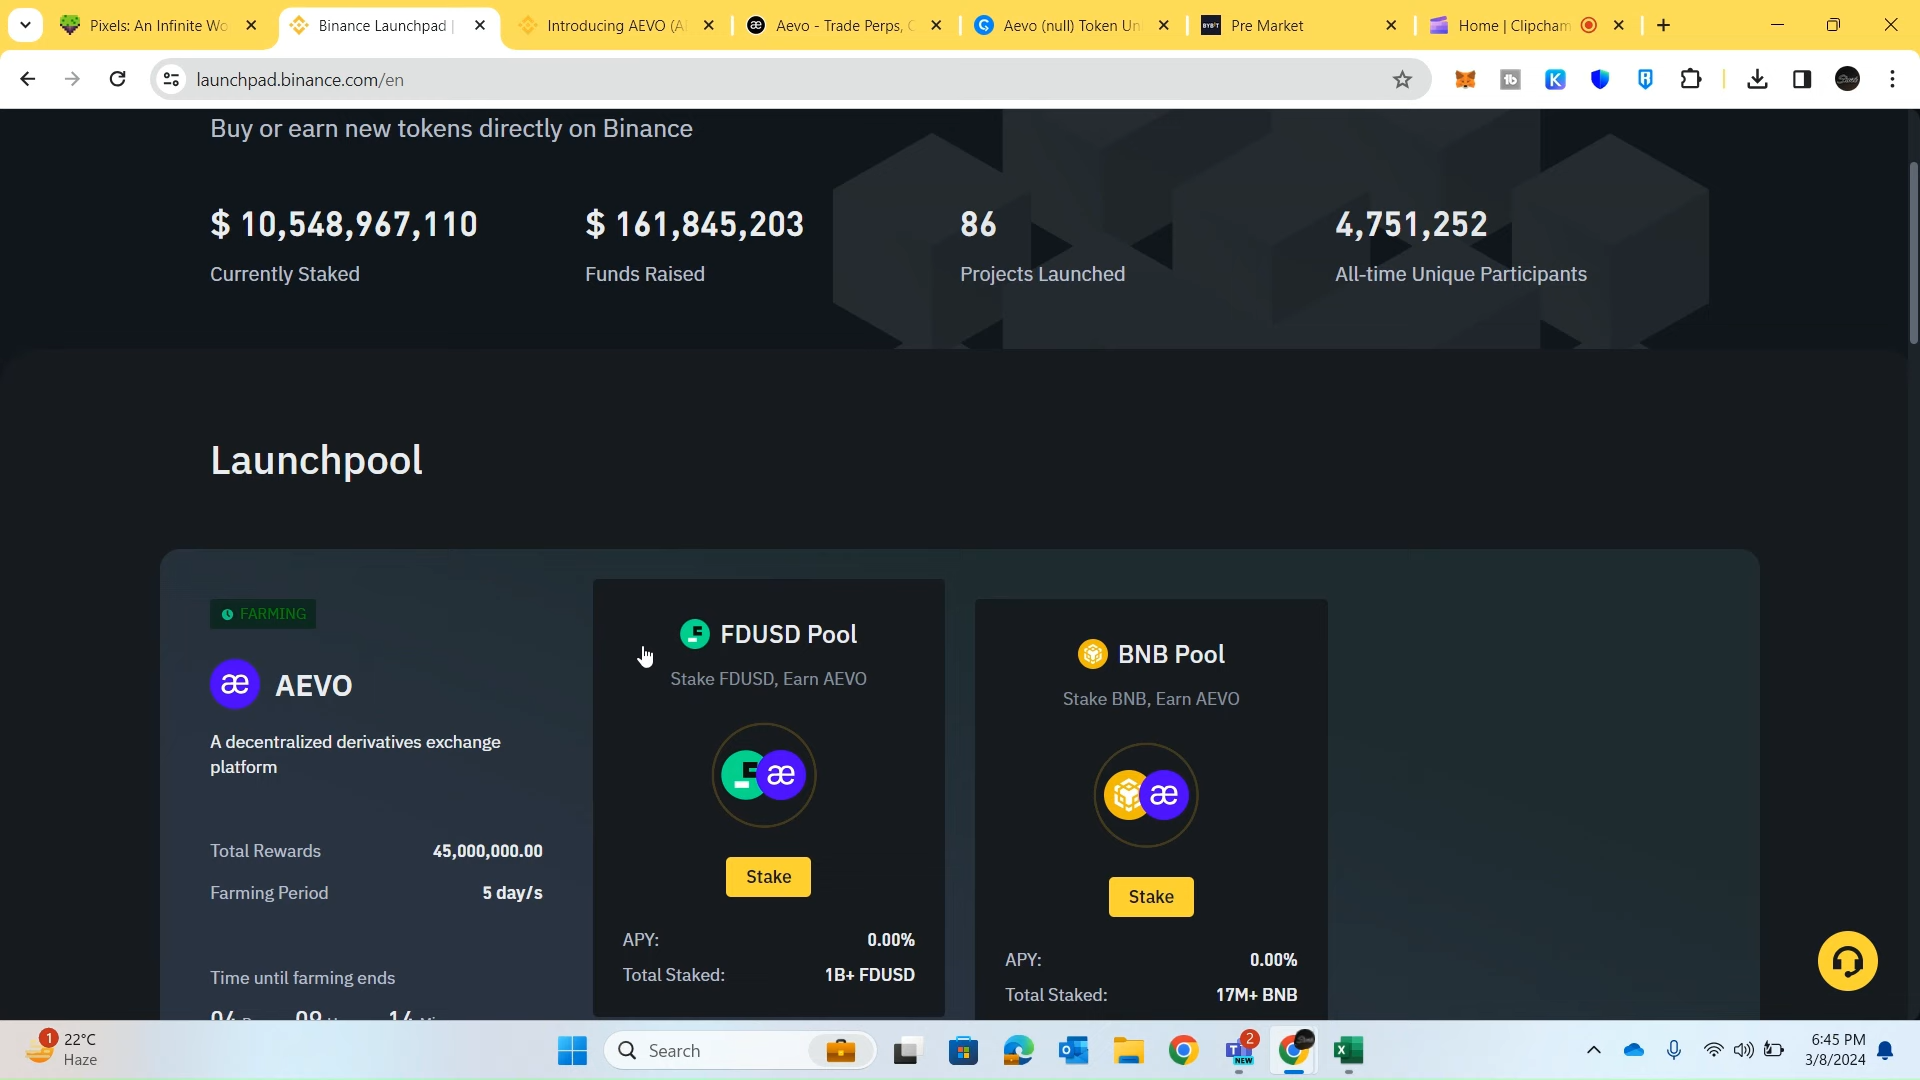 Pixels: An Infinite Wo
Binance Launchpad |
Introducing AEVO (A
Aevo - Trade Perps,
Aevo (null) Token Un
BYBIT
Pre Market
Home | Clipcham
launchpad.binance.com/en
Buy or earn new tokens directly on Binance
$ 10,548,967,110
$ 161,845,203
86
4,751,252
Currently Staked
Funds Raised
Projects Launched
All-time Unique Participants
Launchpool
FARMING
æ AEVO
A decentralized derivatives exchange
platform
Total Rewards 45,000,000.00
Farming Period 5 day/s
Time until farming ends
FDUSD Pool
Stake FDUSD, Earn AEVO
æ
Stake
APY: 0.00%
Total Staked: 1B+ FDUSD
BNB Pool
Stake BNB, Earn AEVO
æ
Stake
APY: 0.00%
Total Staked: 17M+ BNB
1
22°C
Haze
Search
2
NEW
6:45 PM
3/8/2024